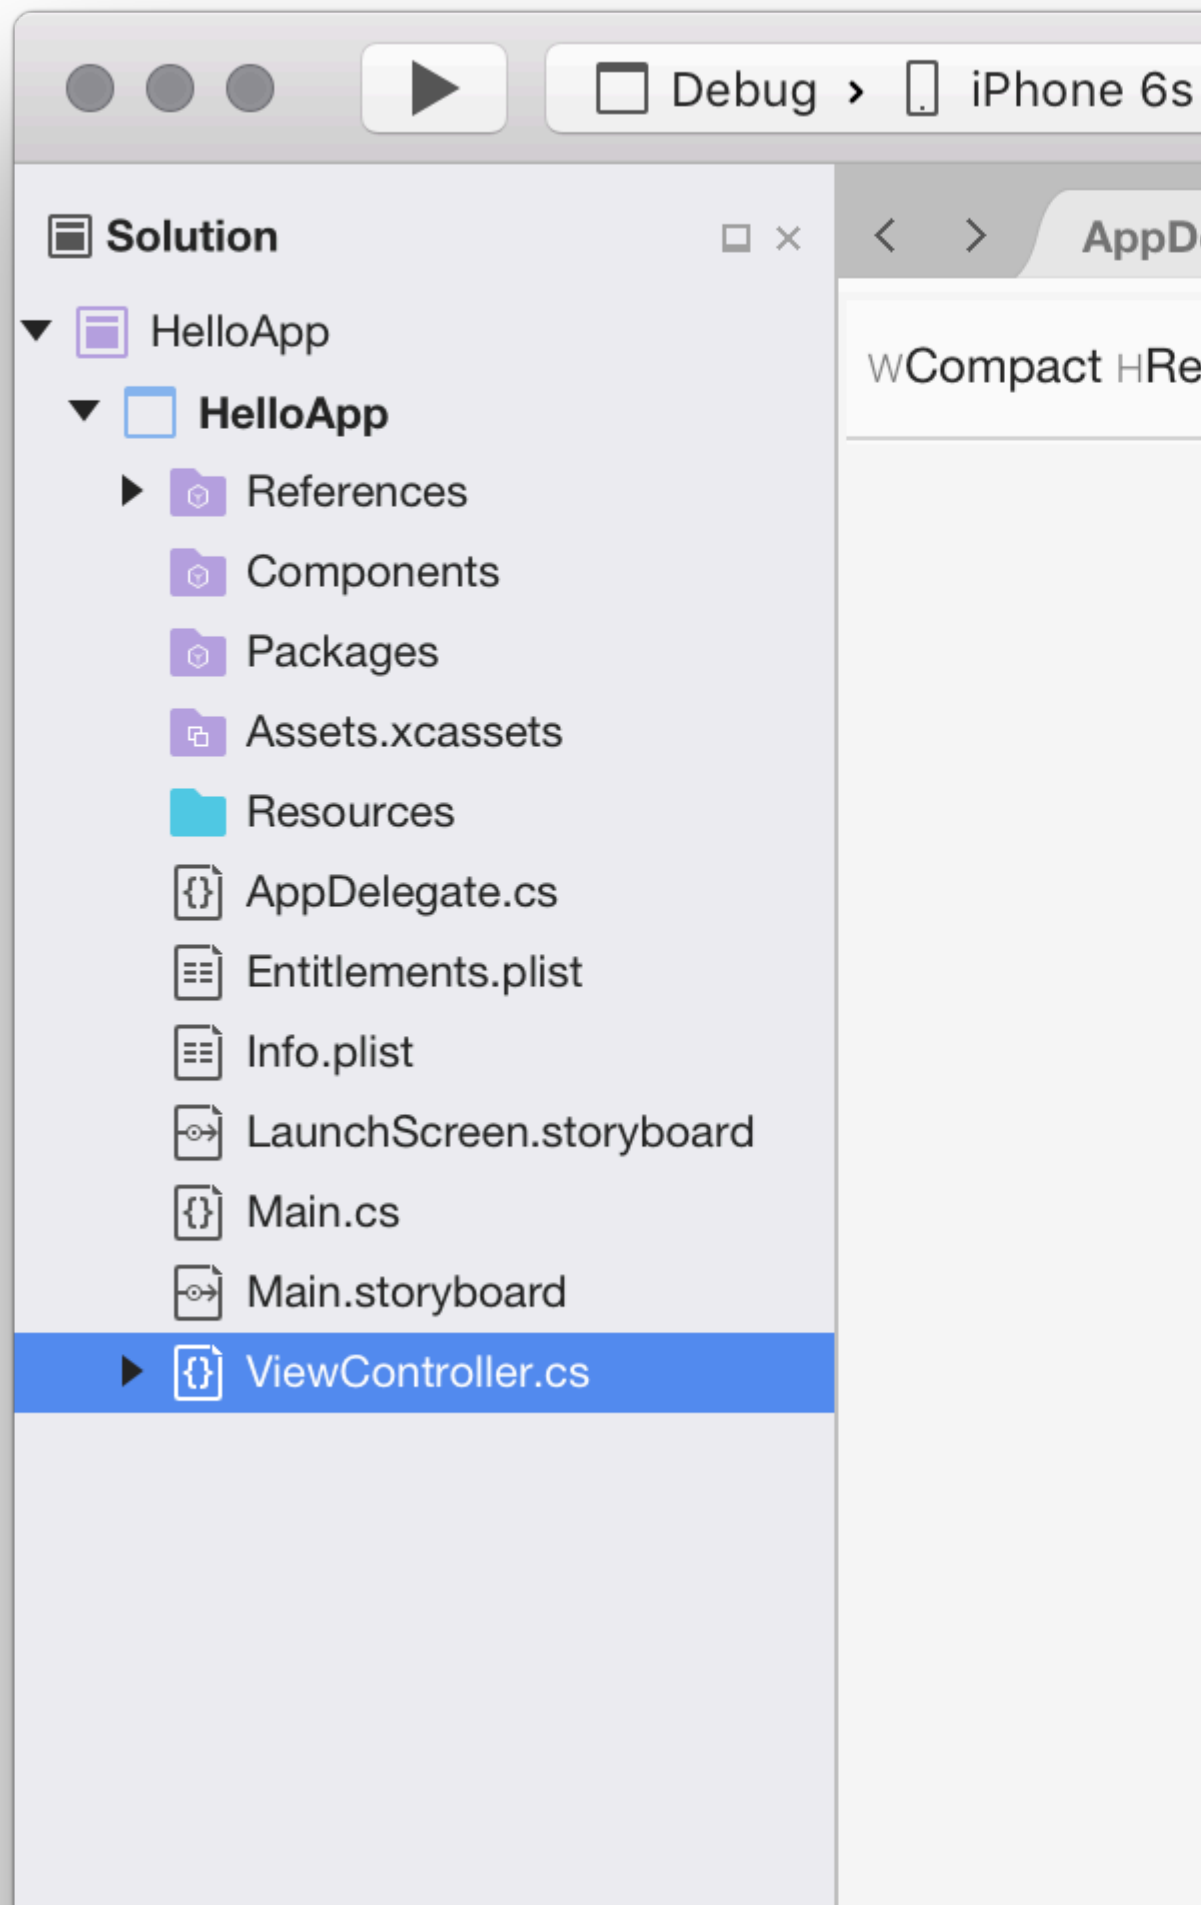 Debug › iPhone 6s
Solution
HelloApp
HelloApp
References
Components
Packages
Assets.xcassets
Resources
AppDelegate.cs
Entitlements.plist
Info.plist
LaunchScreen.storyboard
Main.cs
Main.storyboard
ViewController.cs
AppD
WCompact HRe